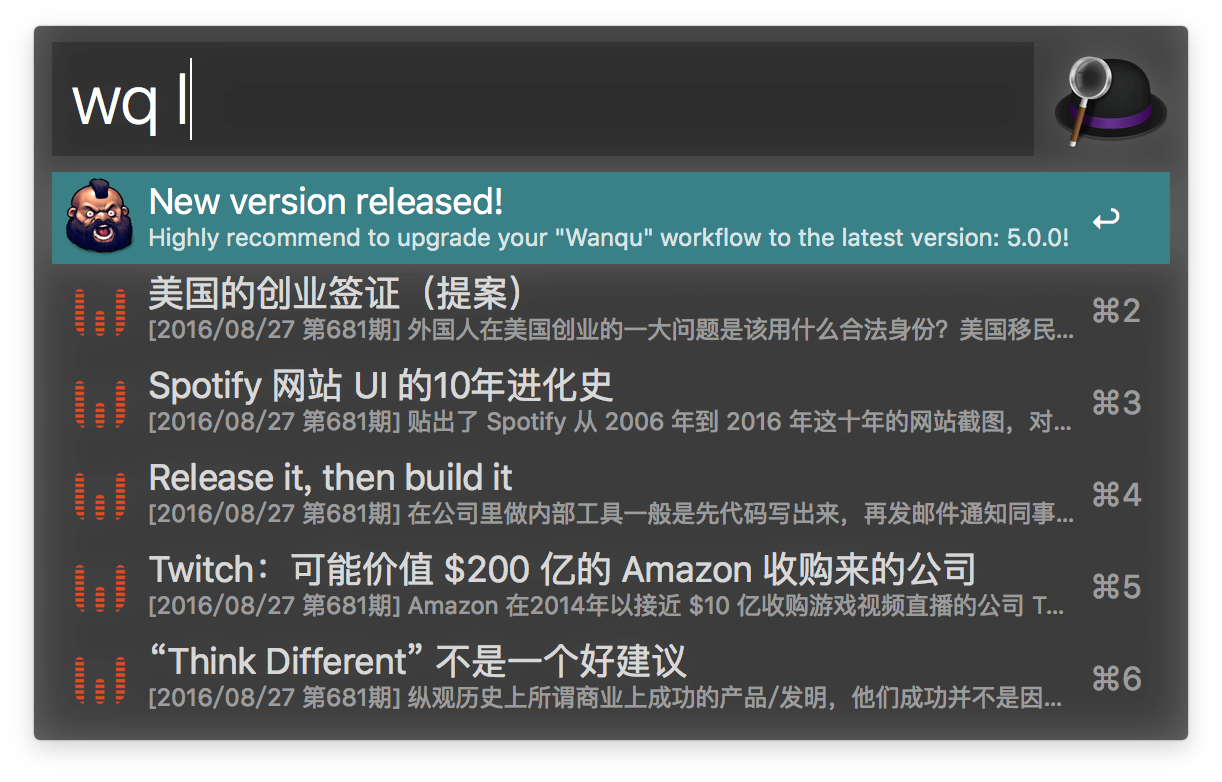 wq l
New version released!
Highly recommend to upgrade your "Wanqu" workflow to the latest version: 5.0.0!
美国的创业签证（提案）
[2016/08/27 第681期] 外国人在美国创业的一大问题是该用什么合法身份？美国移民...
⌘2
Spotify 网站 UI 的10年进化史
[2016/08/27 第681期] 贴出了 Spotify 从 2006 年到 2016 年这十年的网站截图，对...
⌘3
Release it, then build it
[2016/08/27 第681期] 在公司里做内部工具一般是先代码写出来，再发邮件通知同事...
⌘4
Twitch：可能价值 $200 亿的 Amazon 收购来的公司
[2016/08/27 第681期] Amazon 在2014年以接近 $10 亿收购游戏视频直播的公司 T...
⌘5
“Think Different” 不是一个好建议
[2016/08/27 第681期] 纵观历史上所谓商业上成功的产品/发明，他们成功并不是因...
⌘6